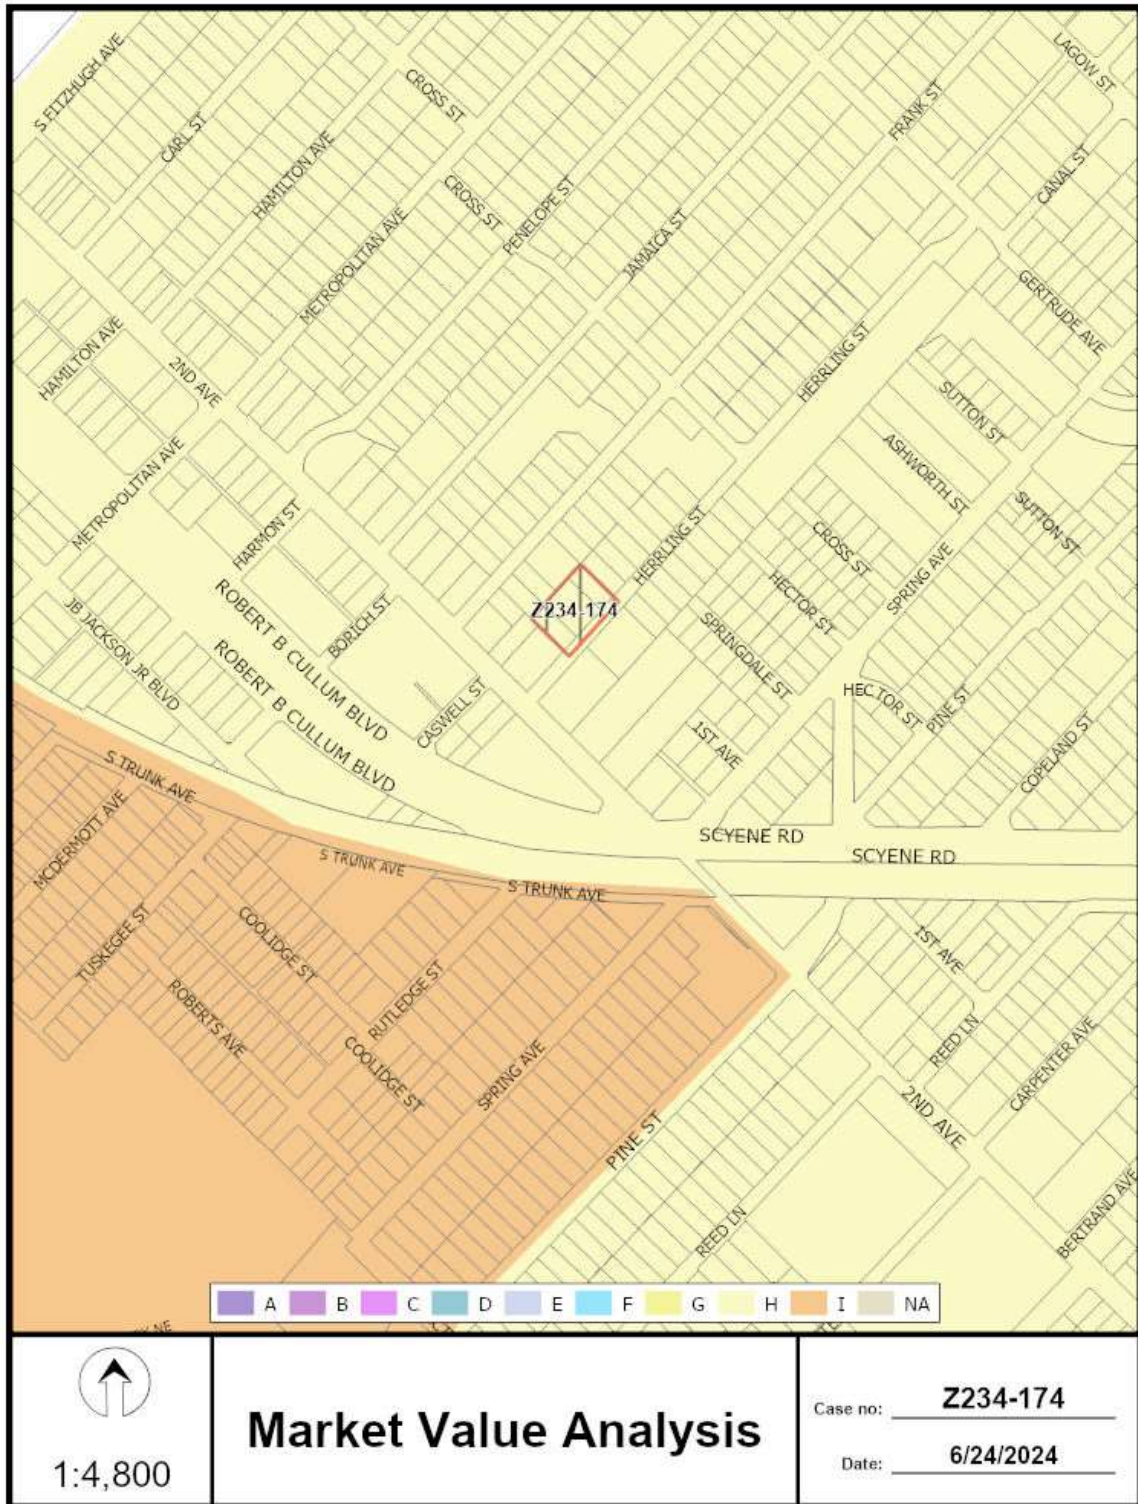 LAGOW ST
S FITZHUGH AVE
CROSS ST
FRANK ST
CARL ST
HAMILTON AVE
CANAL ST
CROSS ST
PENELOPE ST
METROPOLITAN AVE
JAMAICA ST
GERTRUDE AVE
HAMILTON AVE
2ND AVE
HERRLING ST
SUTTON ST
METROPOLITAN AVE
ASHWORTH ST
SUTTON ST
HARMON ST
HERRLING ST
CROSS ST
SPRING AVE
HECTOR ST
Z234-174
ROBERT B CULLUM BLVD
BORICH ST
JB JACKSON JR BLVD
SPRINGDALE ST
ROBERT B CULLUM BLVD
HECTOR ST
PINE ST
CASWELL ST
1ST AVE
COPELAND ST
S TRUNK AVE
MCDERMOTT AVE
SCYENE RD
SCYENE RD
S TRUNK AVE
S TRUNK AVE
TUSKEGEE ST
COOLIDGE ST
1ST AVE
ROBERTS AVE
RUTLEDGE ST
REED LN
COOLIDGE ST
SPRING AVE
CARPENTER AVE
2ND AVE
PINE ST
REED LN
BERTRAND AVE
A B C D E F G H I NA
1:4,800
Market Value Analysis
Case no: Z234-174
Date: 6/24/2024